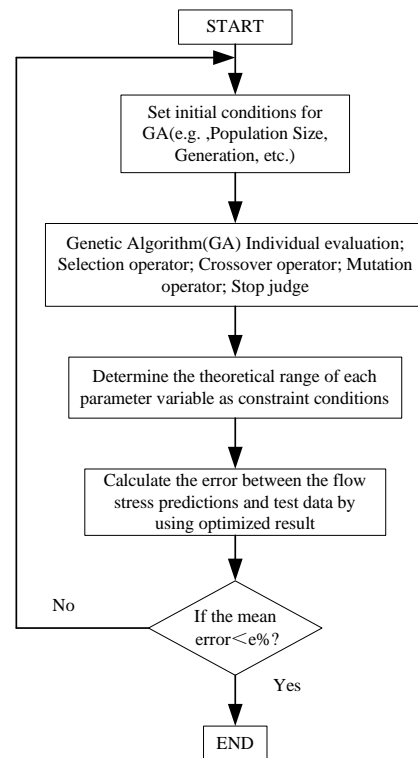 START
Set initial conditions for
GA(e.g. ,Population Size,
Generation, etc.)
Genetic Algorithm(GA) Individual evaluation;
Selection operator; Crossover operator; Mutation
operator; Stop judge
Determine the theoretical range of each
parameter variable as constraint conditions
Calculate the error between the flow
stress predictions and test data by
using optimized result
No
If the mean
error<e%?
Yes
END